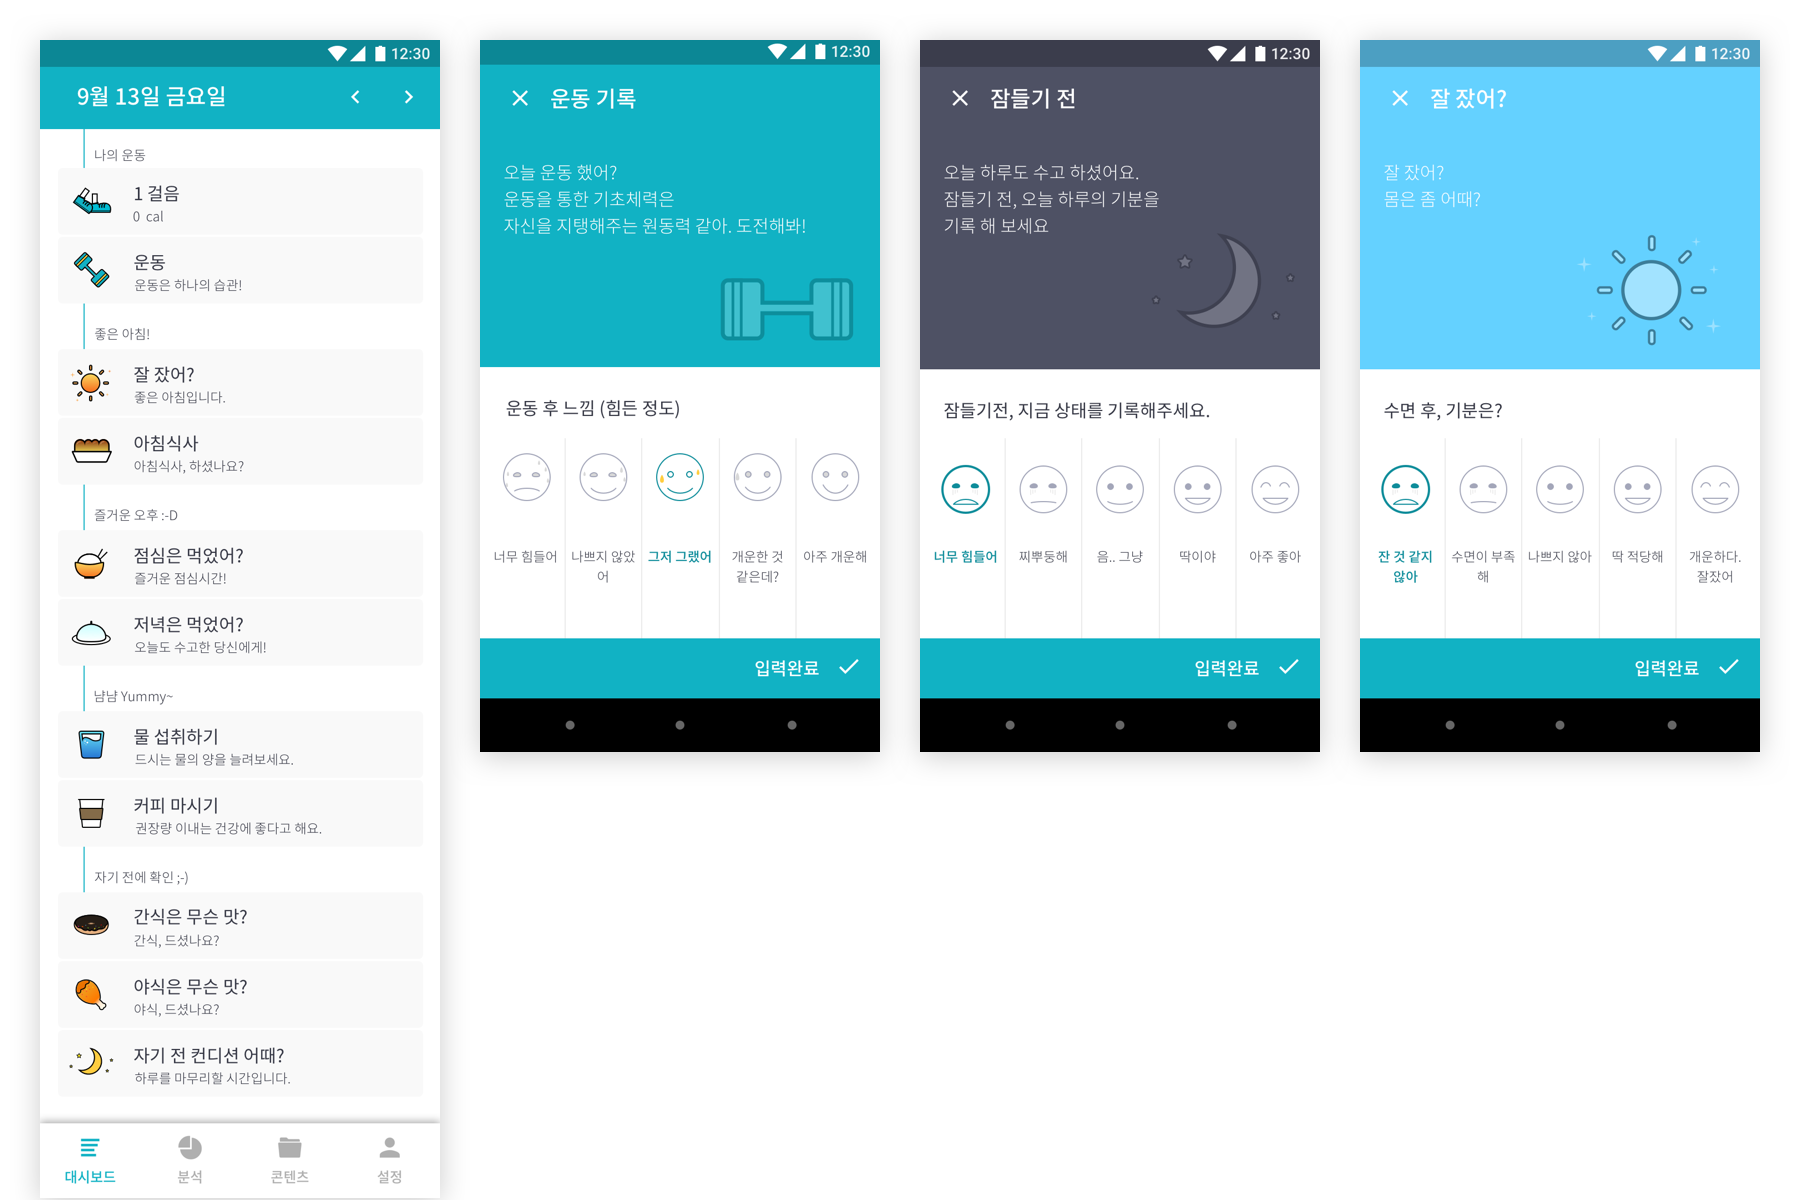 12:30
9월 13일 금요일
나의 운동
1 걸음
0 cal
운동
운동은 하나의 습관!
좋은 아침!
잘 잤어?
좋은 아침입니다.
아침식사
아침식사, 하셨나요?
즐거운 오후 :-D
점심은 먹었어?
즐거운 점심시간!
저녁은 먹었어?
오늘도 수고한 당신에게!
냠냠 Yummy~
물 섭취하기
드시는 물의 양을 늘려보세요.
커피 마시기
권장량 이내는 건강에 좋다고 해요.
자기 전에 확인 ;-)
간식은 무슨 맛?
간식, 드셨나요?
야식은 무슨 맛?
야식, 드셨나요?
자기 전 컨디션 어때?
하루를 마무리할 시간입니다.
대시보드
분석
콘텐츠
설정
12:30
운동 기록
오늘 운동 했어?
운동을 통한 기초체력은
자신을 지탱해주는 원동력 같아. 도전해봐!
운동 후 느낌 (힘든 정도)
너무 힘들어
나쁘지 않았
어
그저 그랬어
개운한 것
같은데?
아주 개운해
입력완료
12:30
잠들기 전
오늘 하루도 수고 하셨어요.
잠들기 전, 오늘 하루의 기분을
기록 해 보세요
잠들기전, 지금 상태를 기록해주세요.
너무 힘들어
찌뿌둥해
음.. 그냥
딱이야
아주 좋아
입력완료
12:30
잘 잤어?
잘 잤어?
몸은 좀 어때?
수면 후, 기분은?
잔 것 같지
않아
수면이 부족
해
나쁘지 않아
딱 적당해
개운하다.
잘잤어
입력완료